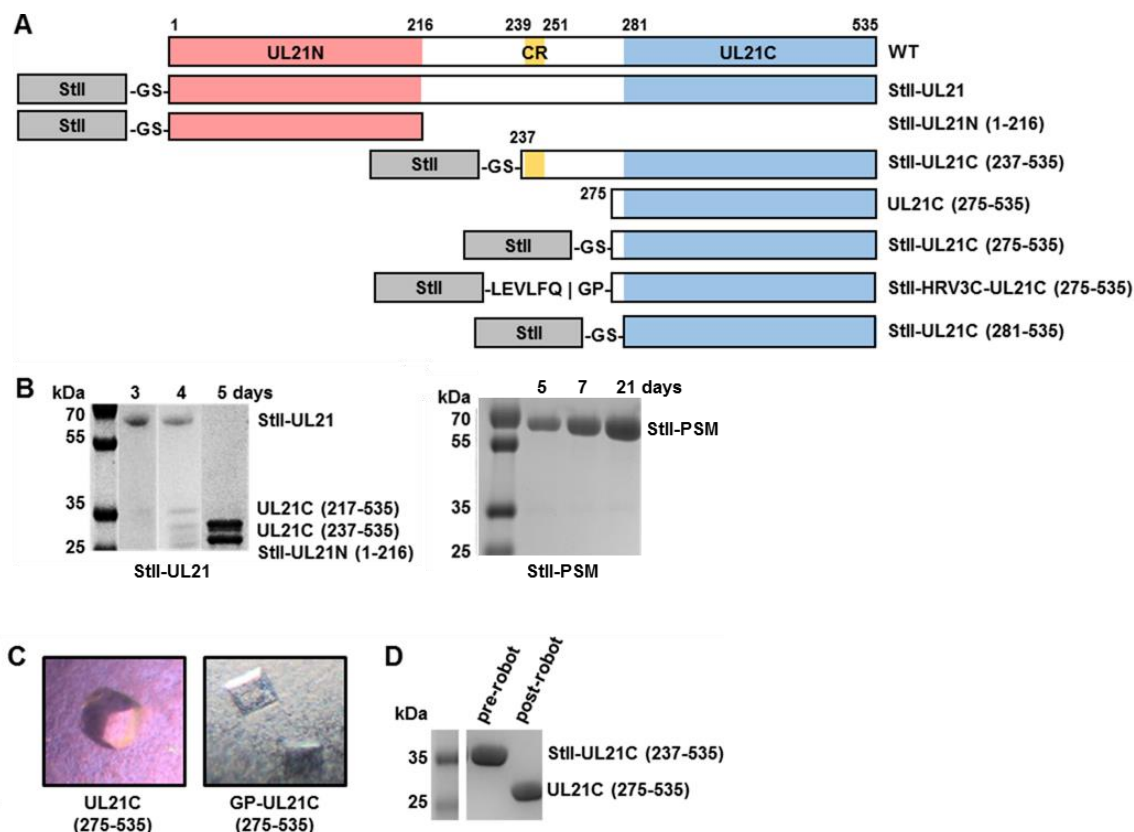 A
1 216 239 251 281 535
UL21N CR UL21C WT
StII -GS- StII-UL21
StII -GS- StII-UL21N (1-216)
237
StII -GS- StII-UL21C (237-535)
275 UL21C (275-535)
StII -GS- StII-UL21C (275-535)
StII -LEVLFQ | GP- StII-HRV3C-UL21C (275-535)
StII -GS- StII-UL21C (281-535)
B
kDa 3 4 5 days
70 StII-UL21
55
35 UL21C (217-535)
UL21C (237-535)
25 StII-UL21N (1-216)
StII-UL21
kDa 5 7 21 days
70 StII-PSM
55
35
25
StII-PSM
C
UL21C
(275-535)
GP-UL21C
(275-535)
D
pre-robot
post-robot
kDa
35 StII-UL21C (237-535)
UL21C (275-535)
25